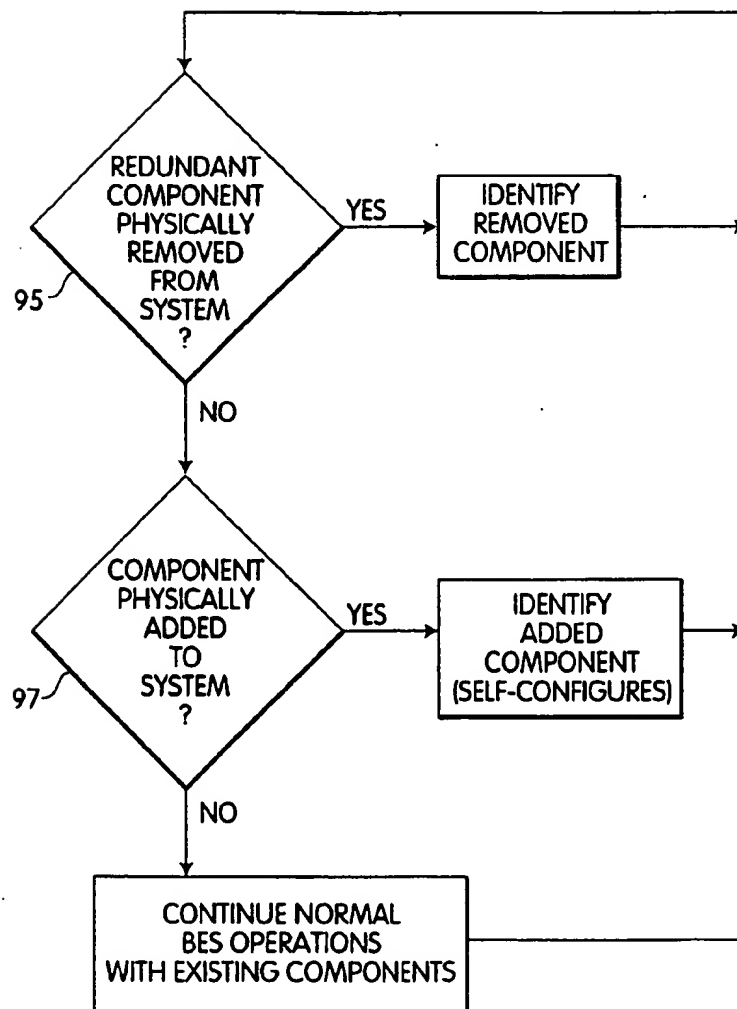 REDUNDANT
COMPONENT
PHYSICALLY
REMOVED
FROM
SYSTEM
?
YES
IDENTIFY
REMOVED
COMPONENT
95
NO
COMPONENT
PHYSICALLY
ADDED
TO
SYSTEM
?
YES
IDENTIFY
ADDED
COMPONENT
(SELF-CONFIGURES)
97
NO
CONTINUE NORMAL
BES OPERATIONS
WITH EXISTING COMPONENTS